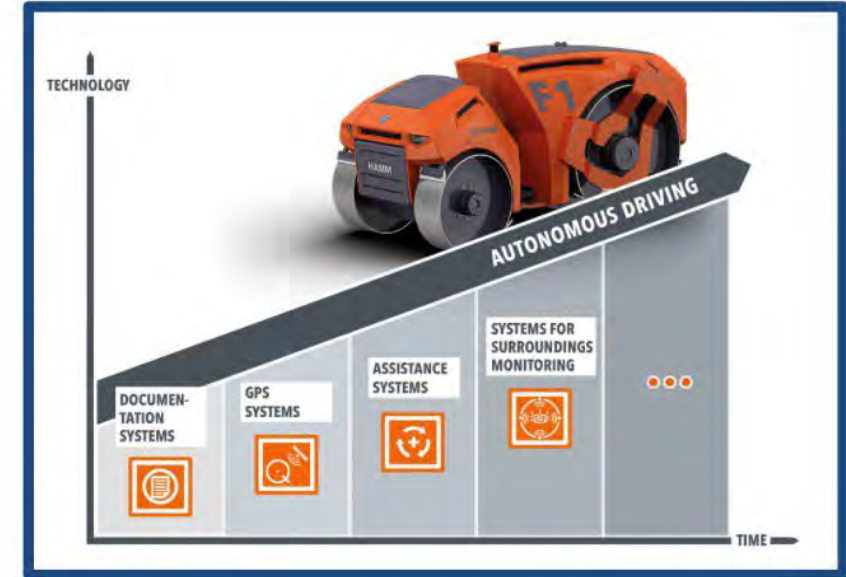 TECHNOLOGY
F1
HAMM
AUTONOMOUS DRIVING
SYSTEMS FOR
SURROUNDINGS
MONITORING
ASSISTANCE
SYSTEMS
GPS
SYSTEMS
DOCUMEN-
TATION
SYSTEMS
TIME